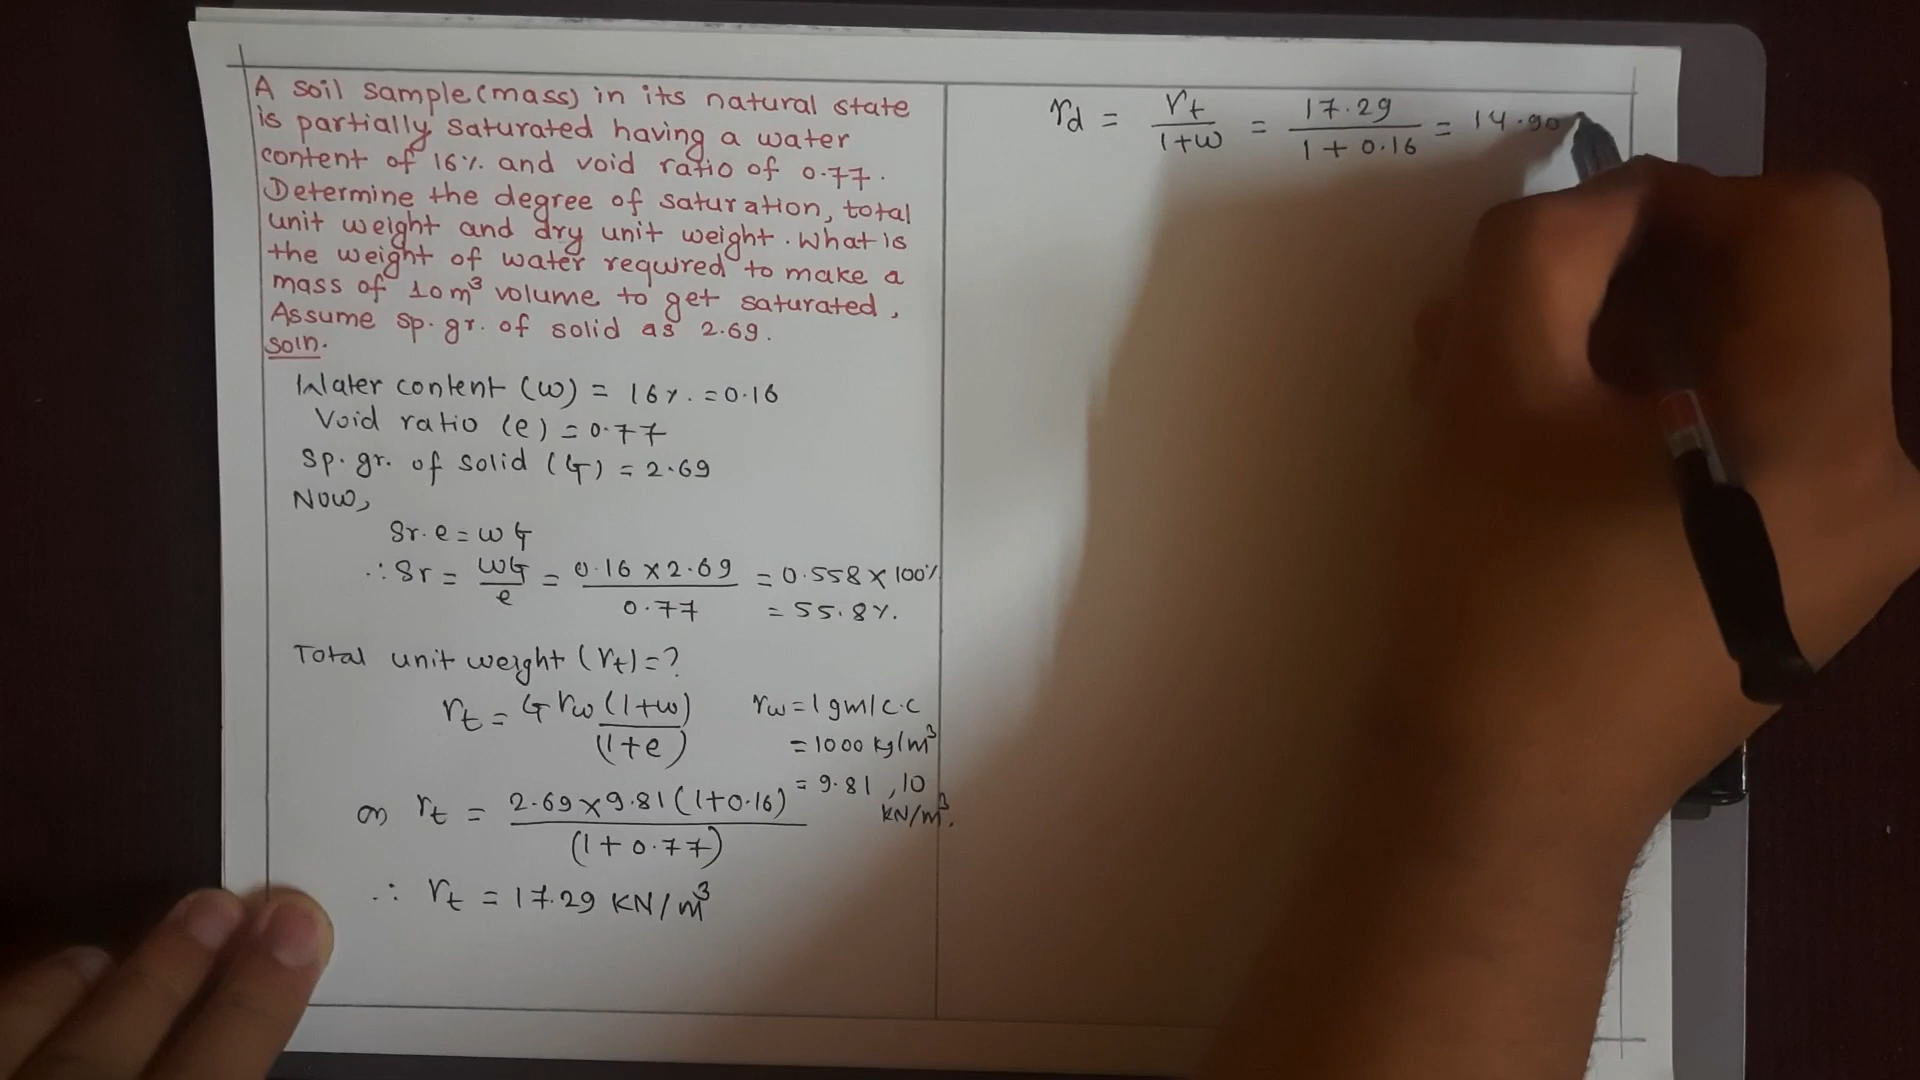 A soil sample (mass) in its natural state
is partially saturated having a water
content of 16% and void ratio of 0.77.
Determine the degree of saturation, total
unit weight and dry unit weight. What is
the weight of water required to make a
mass of 10m³ volume to get saturated,
Assume sp. gr. of solid as 2.69.
soln.
Water content (w) = 16%. = 0.16
Void ratio (e) = 0.77
sp. gr. of solid (G) = 2.69
Now,
Sr. e = wG
∴ Sr = wG/e = 0.16 × 2.69 / 0.77 = 0.558 × 100%
= 55.8%.
Total unit weight (γt) = ?
γt = G γw (1+w) / (1+e)
γw = 1 gm/c.c
= 1000 kg/m³
= 9.81, 10
KN/m³.
or γt = 2.69 × 9.81 (1+0.16) / (1+0.77)
∴ γt = 17.29 KN/m³
γd = γt / 1+w = 17.29 / 1 + 0.16 = 14.90